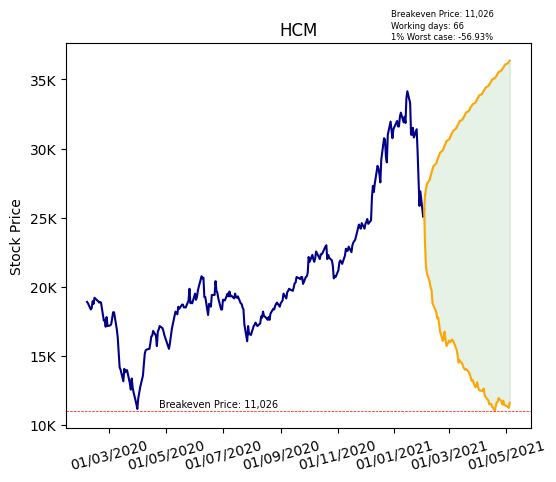 Breakeven Price: 11,026
Working days: 66
1% Worst case: -56.93%
HCM
Stock Price
35K
30K
25K
20K
15K
10K
Breakeven Price: 11,026
01/03/2020
01/05/2020
01/07/2020
01/09/2020
01/11/2020
01/01/2021
01/03/2021
01/05/2021